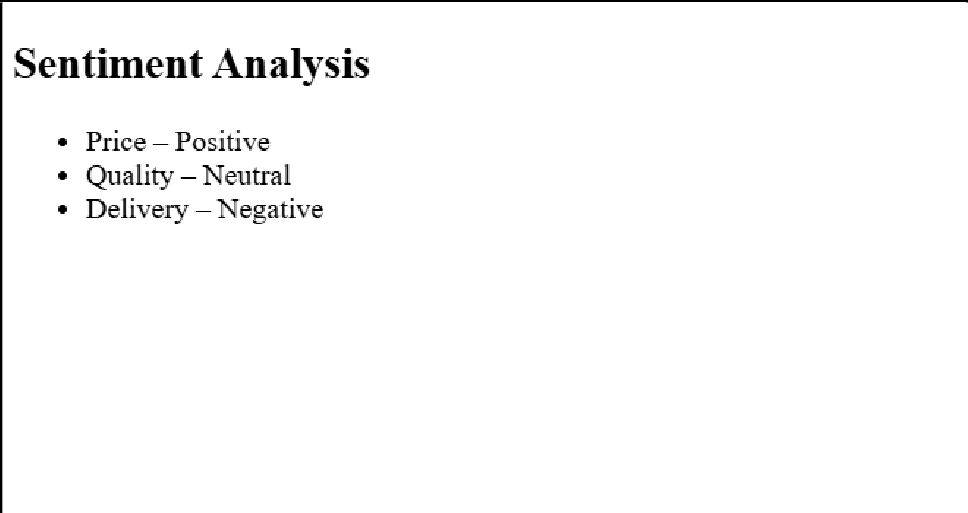 Sentiment Analysis
• Price – Positive
• Quality – Neutral
• Delivery – Negative